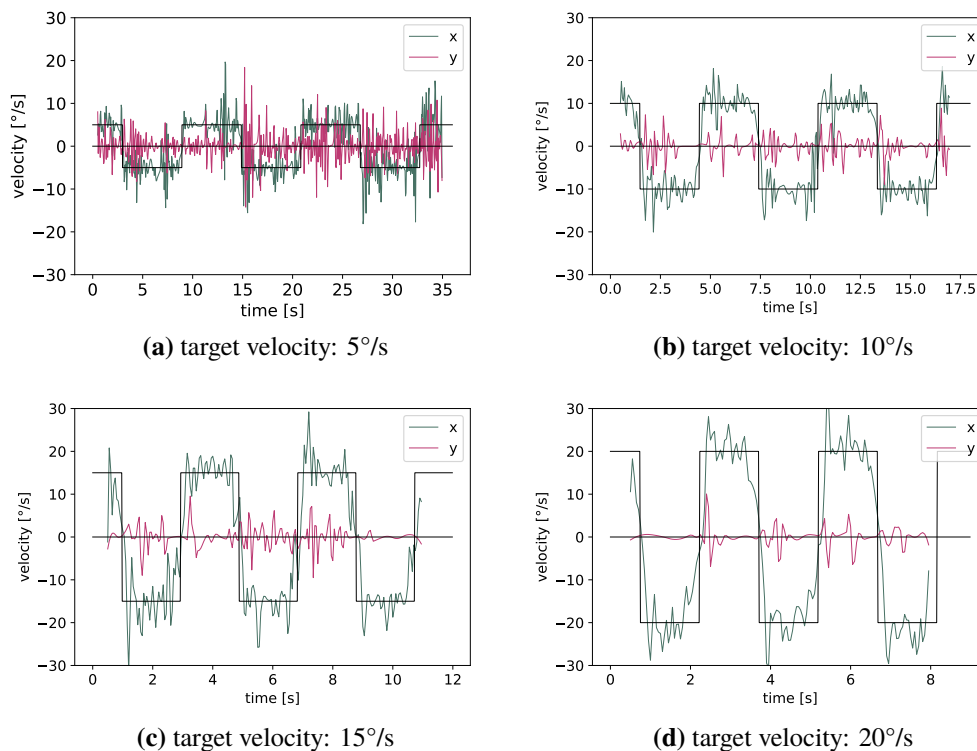 30
20
10
0
−10
−20
−30
velocity [°/s]
x
y
0 5 10 15 20 25 30 35
time [s]
(a) target velocity: 5°/s
30
20
10
0
−10
−20
−30
velocity [°/s]
x
y
0.0 2.5 5.0 7.5 10.0 12.5 15.0 17.5
time [s]
(b) target velocity: 10°/s
30
20
10
0
−10
−20
−30
velocity [°/s]
x
y
0 2 4 6 8 10 12
time [s]
(c) target velocity: 15°/s
30
20
10
0
−10
−20
−30
velocity [°/s]
x
y
0 2 4 6 8
time [s]
(d) target velocity: 20°/s